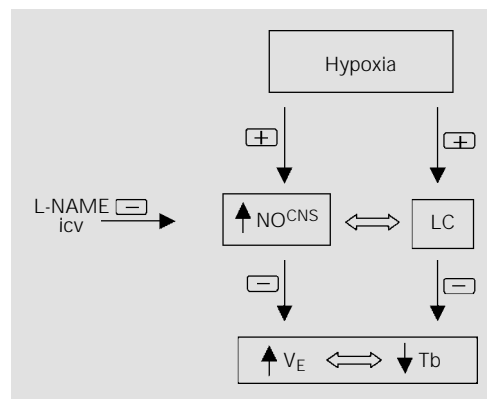 Hypoxia
+ +
L-NAME −
icv
↑ NO^CNS ⇔ LC
− −
↑ V_E ⇔ ↓ Tb